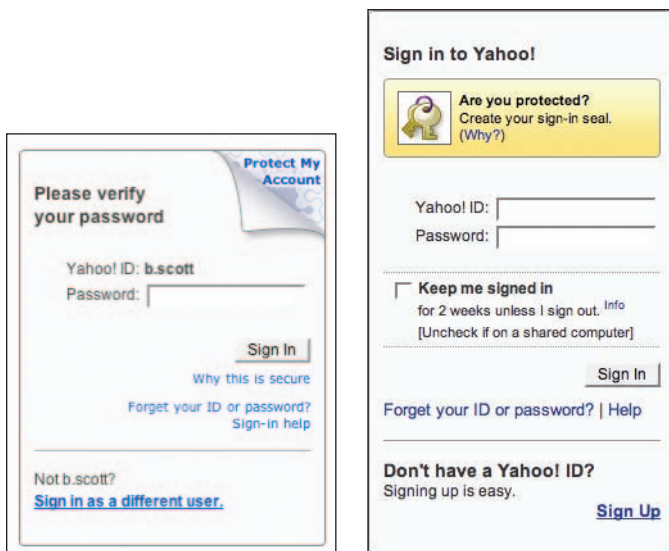 Protect My
Account
Please verify
your password
Yahoo! ID: b.scott
Password:
Sign In
Why this is secure
Forget your ID or password?
Sign-in help
Not b.scott?
Sign in as a different user.
Sign in to Yahoo!
Are you protected?
Create your sign-in seal.
(Why?)
Yahoo! ID:
Password:
Keep me signed in
for 2 weeks unless I sign out. Info
[Uncheck if on a shared computer]
Sign In
Forget your ID or password? | Help
Don't have a Yahoo! ID?
Signing up is easy.
Sign Up